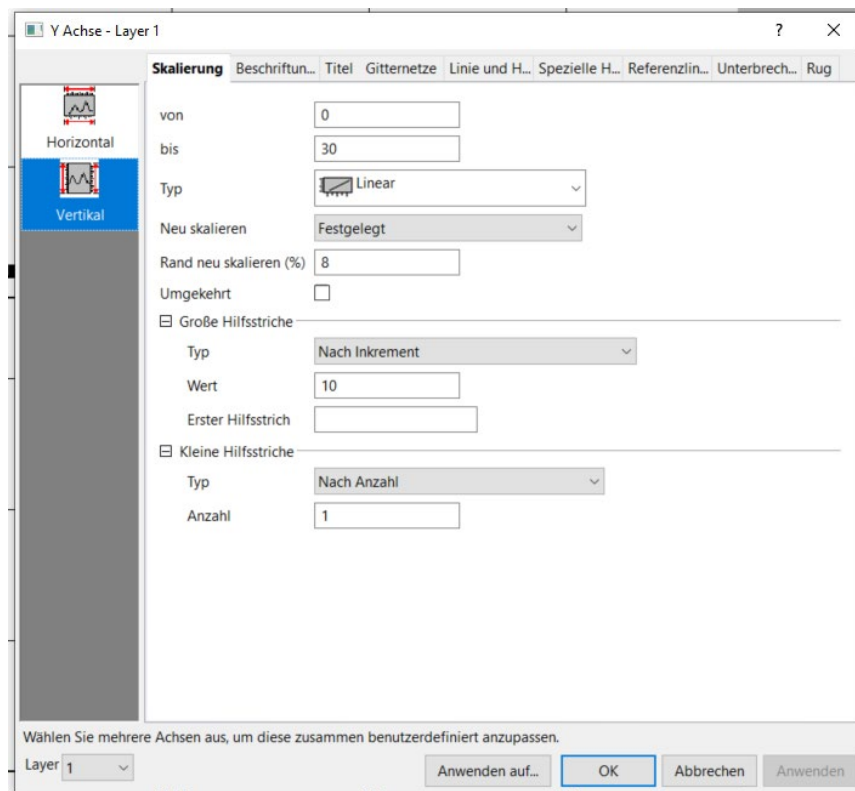 Y Achse - Layer 1
Skalierung Beschriftun... Titel Gitternetze Linie und H... Spezielle H... Referenzlin... Unterbrech... Rug
Horizontal
Vertikal
von 0
bis 30
Typ Linear
Neu skalieren Festgelegt
Rand neu skalieren (%) 8
Umgekehrt
Große Hilfsstriche
Typ Nach Inkrement
Wert 10
Erster Hilfsstrich
Kleine Hilfsstriche
Typ Nach Anzahl
Anzahl 1
Wählen Sie mehrere Achsen aus, um diese zusammen benutzerdefiniert anzupassen.
Layer 1 Anwenden auf... OK Abbrechen Anwenden